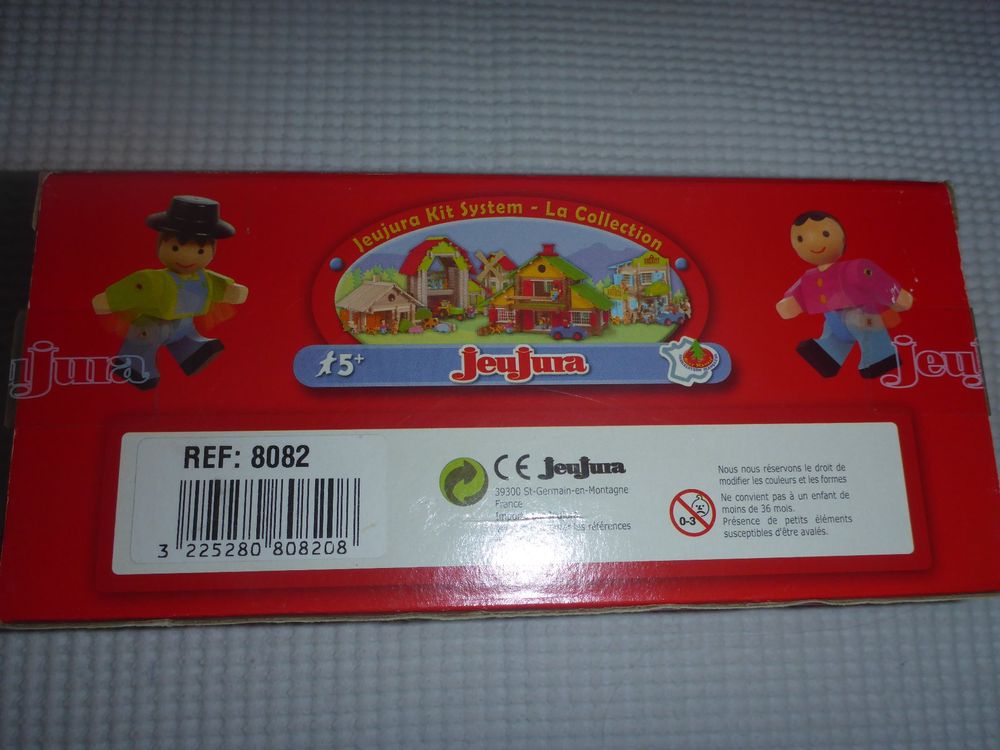 Jeujura Kit System - La Collection
5+
JeuJura
JeuJura
REF: 8082
3 225280 808208
CE JeuJura
39300 St-Germain-en-Montagne
France
les références
0-3
Nous nous réservons le droit de
modifier les couleurs et les formes
Ne convient pas à un enfant de
moins de 36 mois.
Présence de petits éléments
susceptibles d'être avalés.